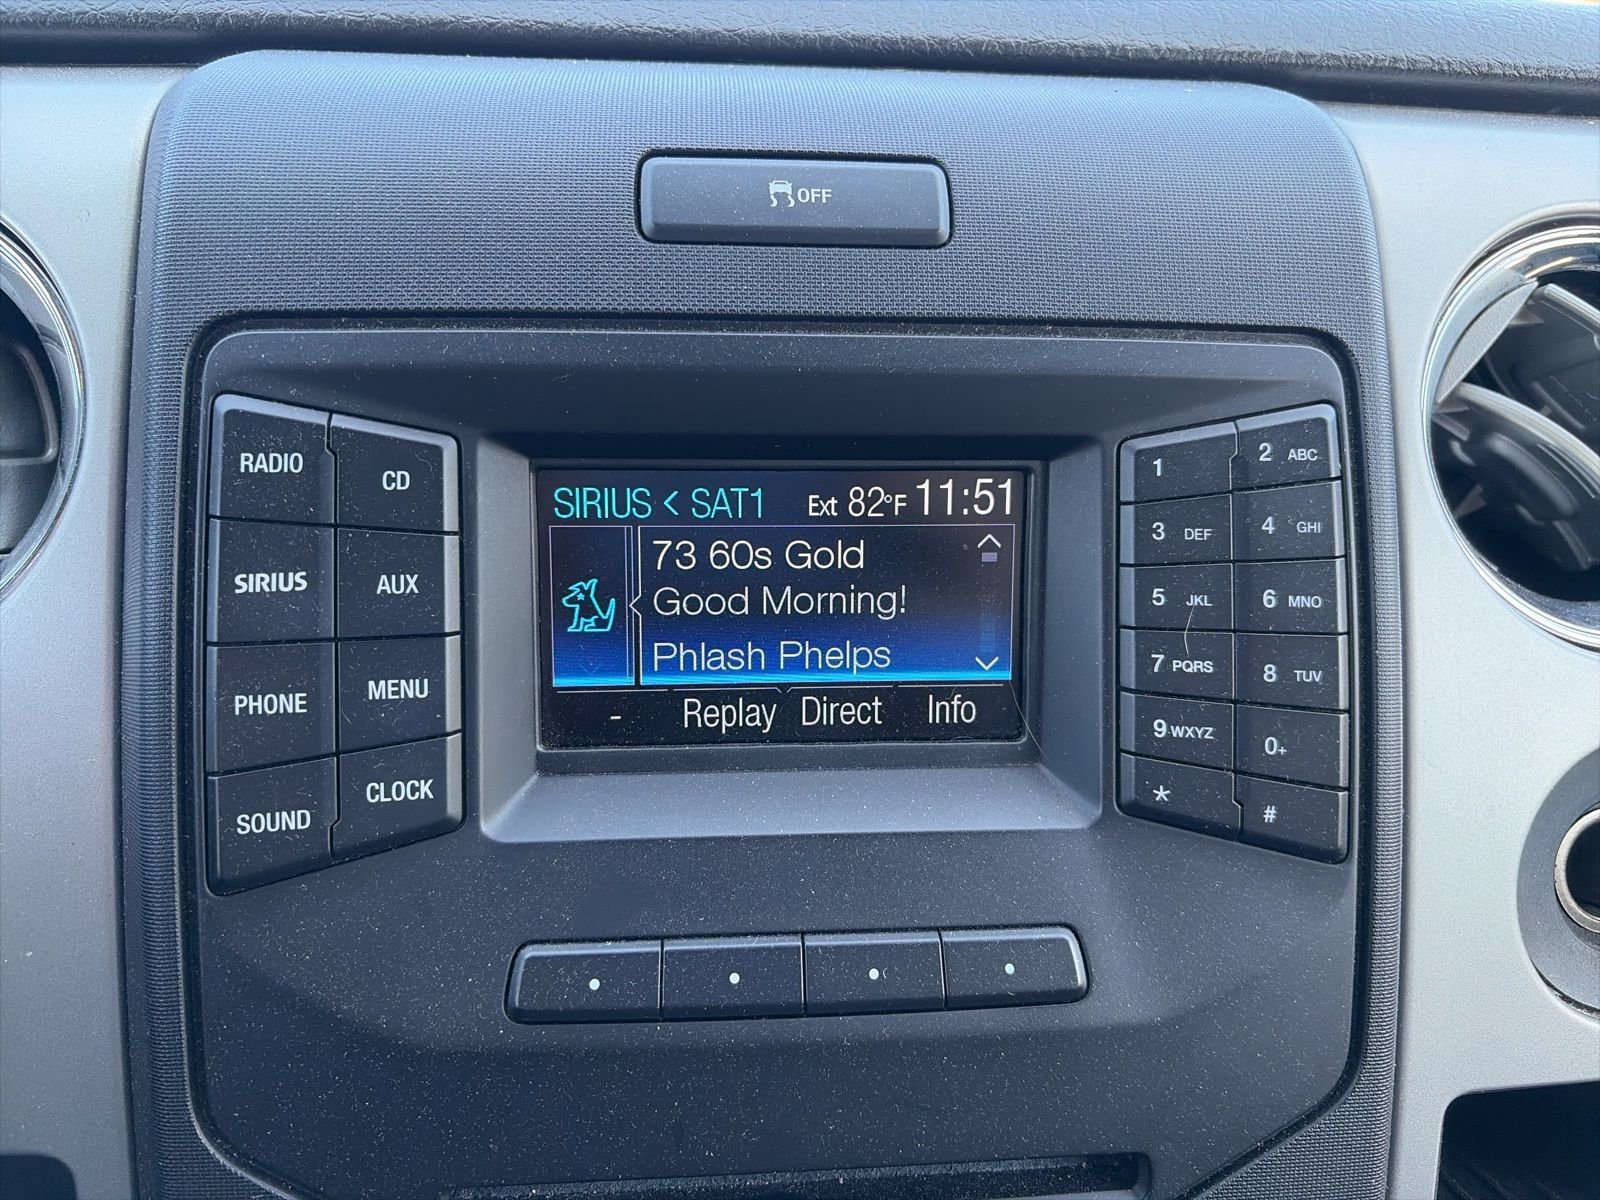 OFF
SIRIUS < SAT1 Ext 82°F 11:51
73 60s Gold
Good Morning!
Phlash Phelps
- Replay Direct Info
RADIO
CD
SIRIUS
AUX
PHONE
MENU
SOUND
CLOCK
1
2 ABC
3 DEF
4 GHI
5 JKL
6 MNO
7 PQRS
8 TUV
9 WXYZ
0+
*
#